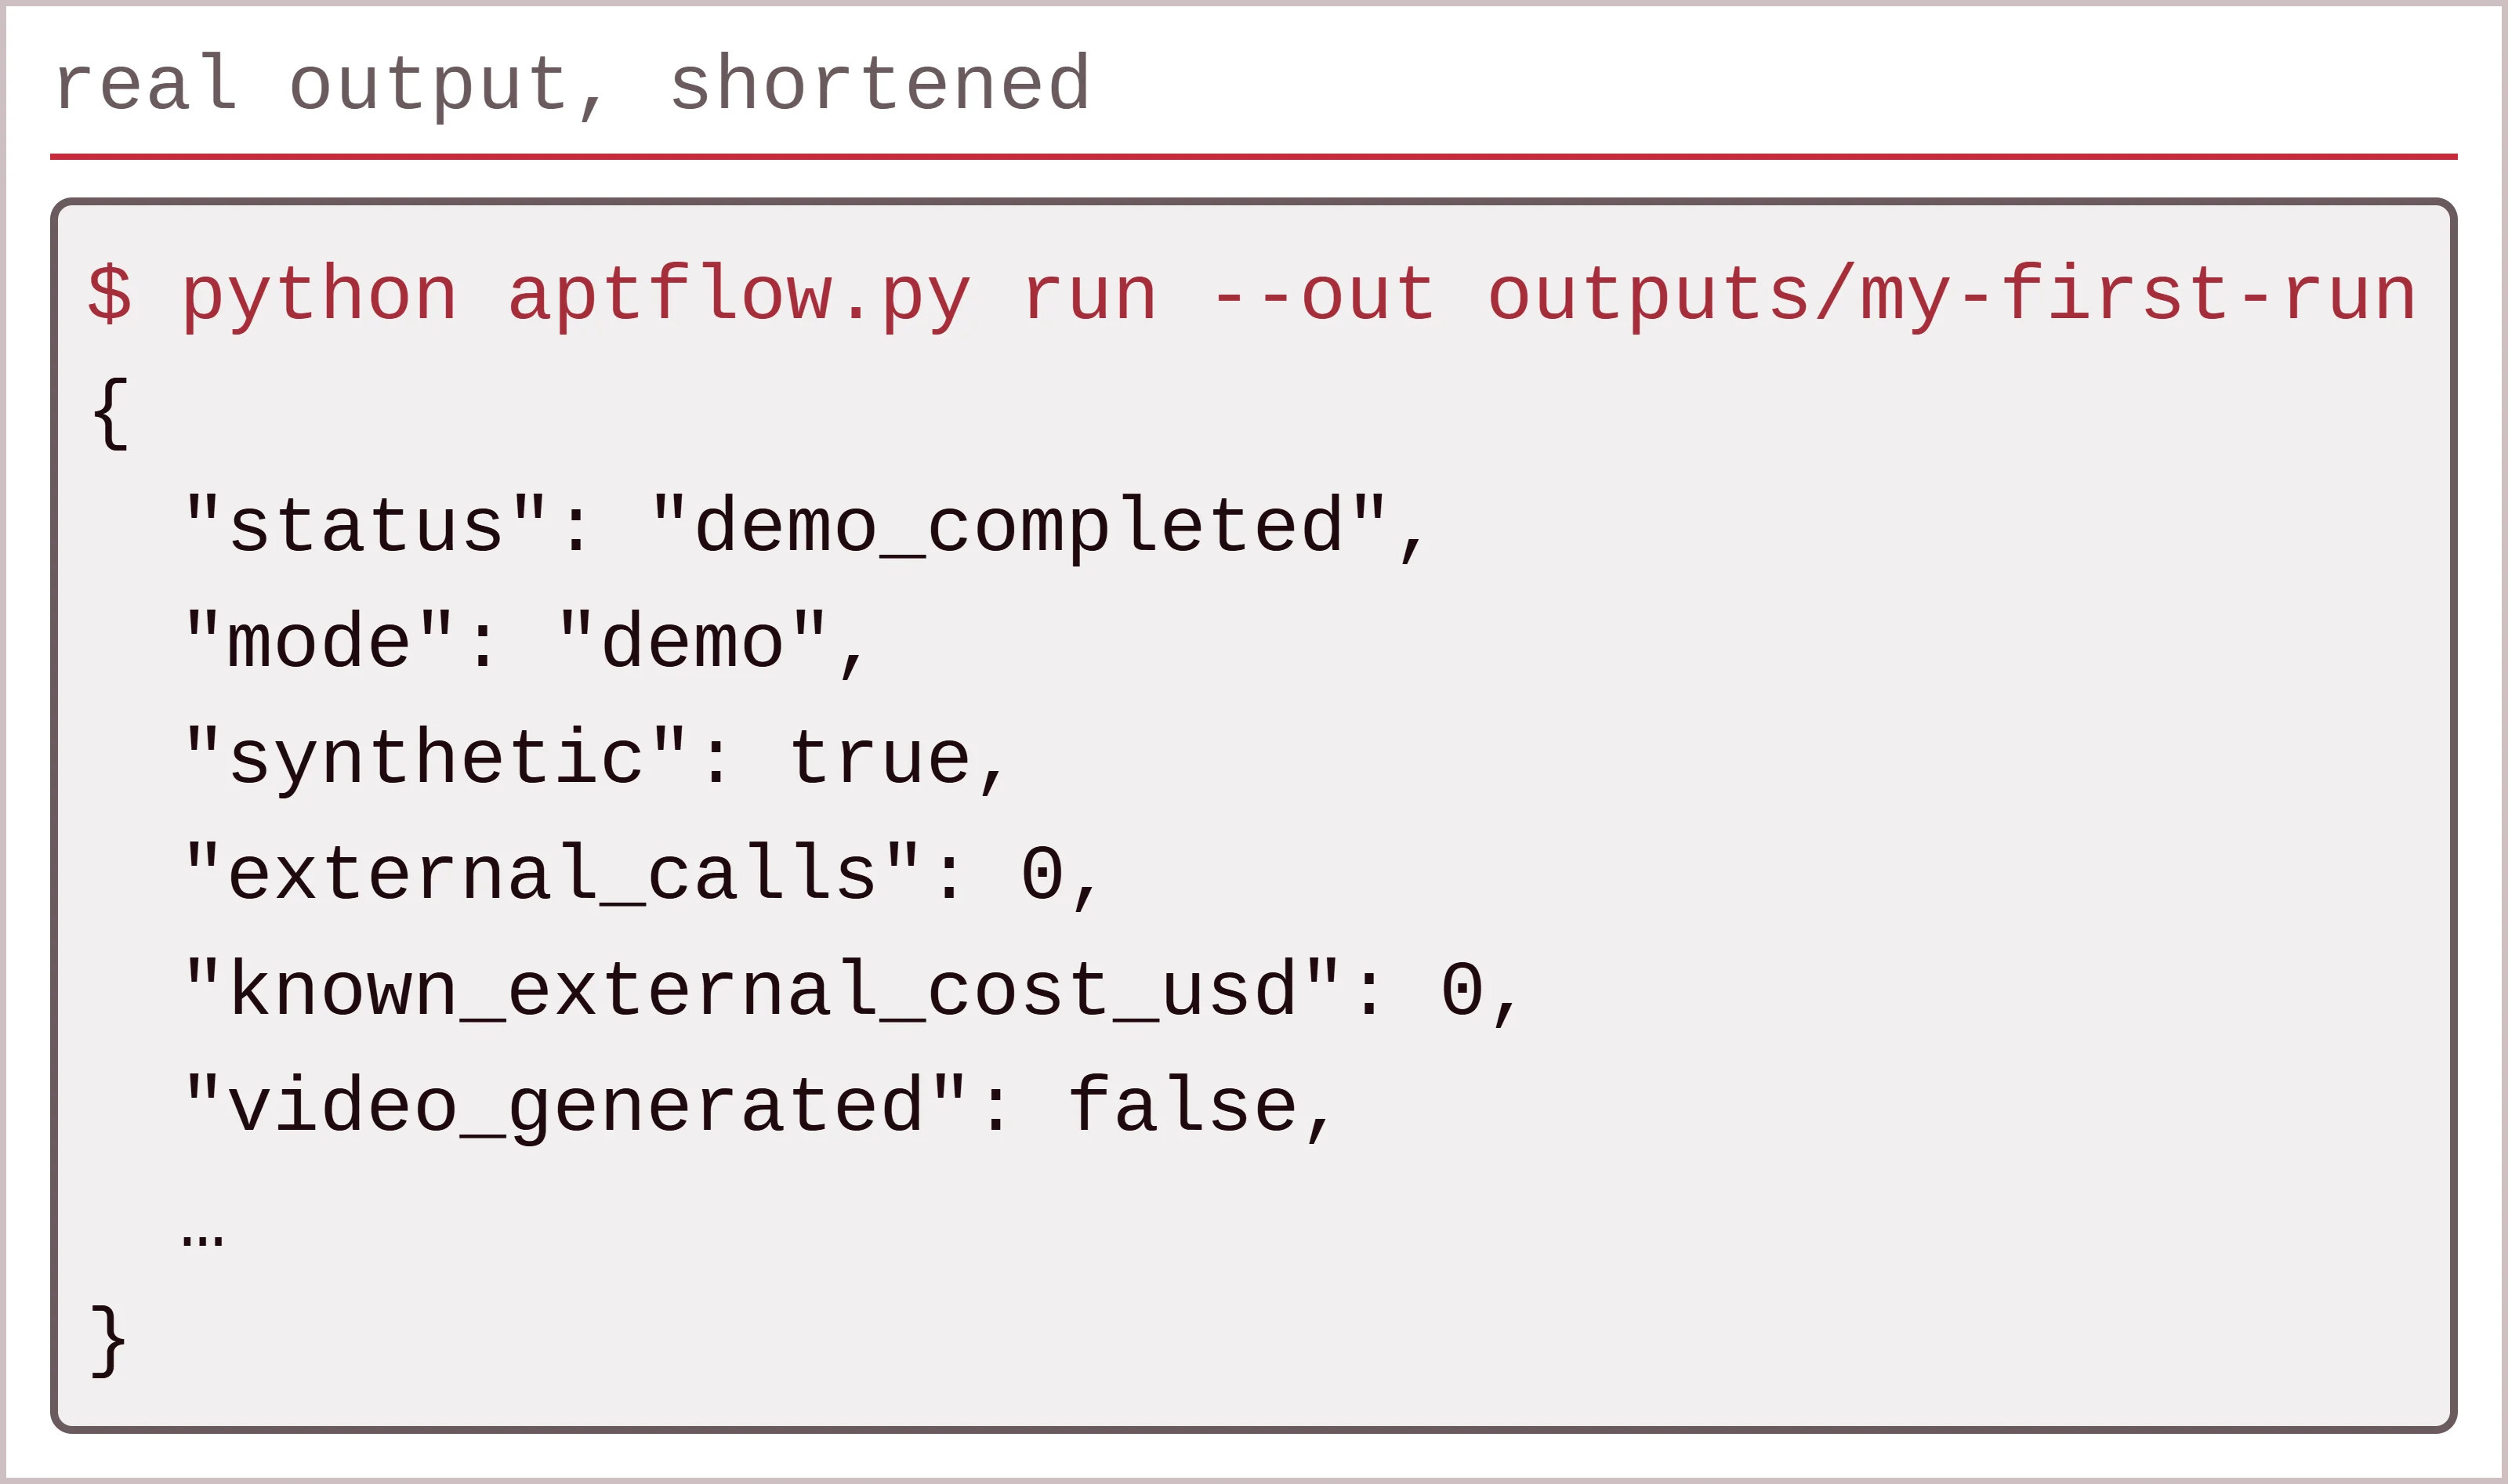 real output, shortened
$ python aptflow.py run --out outputs/my-first-run
{
  "status": "demo_completed",
  "mode": "demo",
  "synthetic": true,
  "external_calls": 0,
  "known_external_cost_usd": 0,
  "video_generated": false,
  …
}